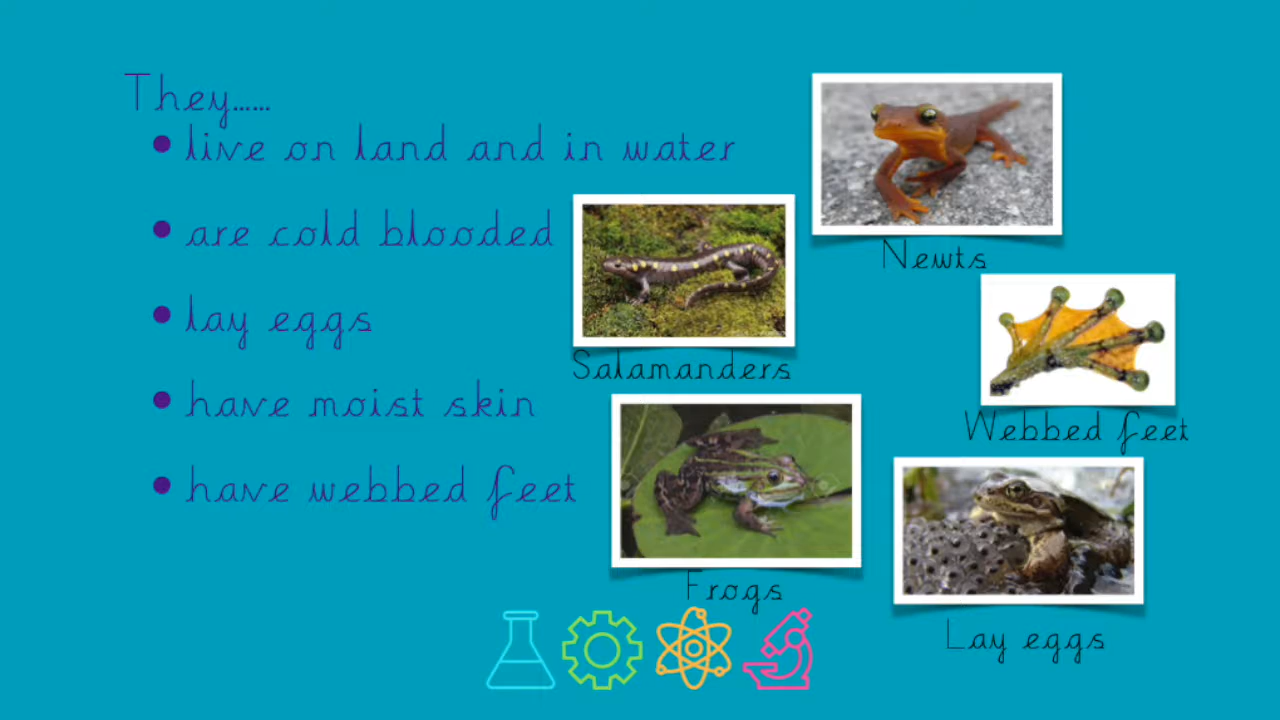 They......
• live on land and in water
• are cold blooded
• lay eggs
• have moist skin
• have webbed feet
Newts
Salamanders
Webbed feet
Frogs
Lay eggs